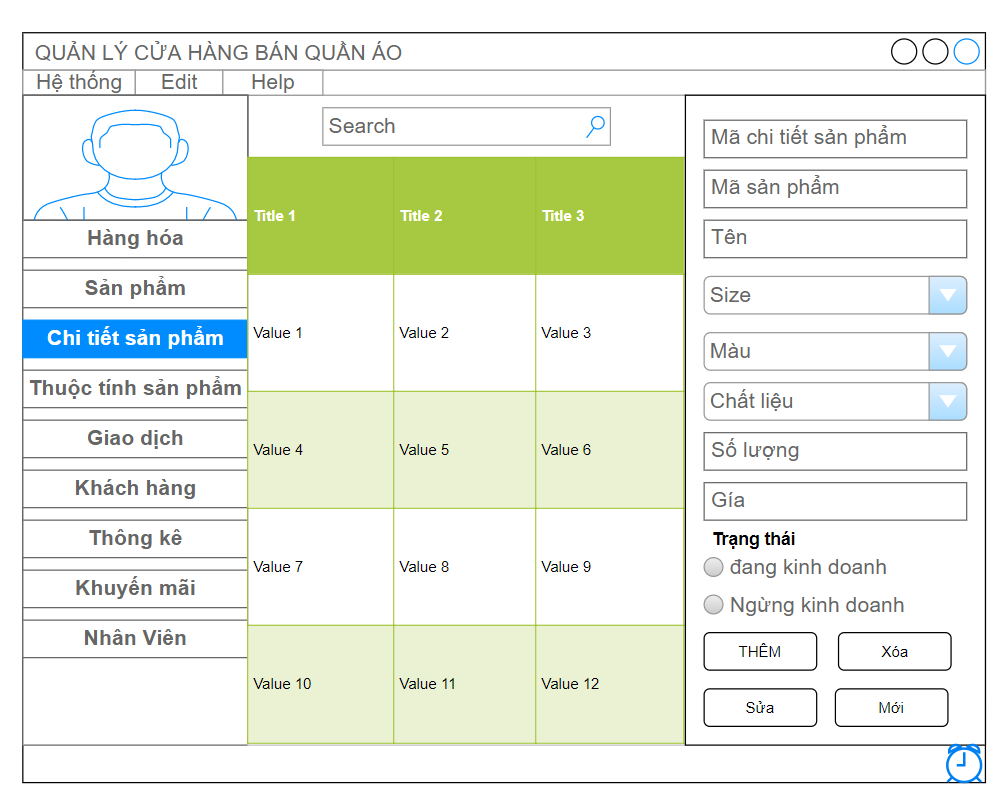 QUẢN LÝ CỬA HÀNG BÁN QUẦN ÁO
Hệ thống Edit Help
Search
Hàng hóa
Sản phẩm
Chi tiết sản phẩm
Thuộc tính sản phẩm
Giao dịch
Khách hàng
Thông kê
Khuyến mãi
Nhân Viên
Title 1 Title 2 Title 3
Value 1 Value 2 Value 3
Value 4 Value 5 Value 6
Value 7 Value 8 Value 9
Value 10 Value 11 Value 12
Mã chi tiết sản phẩm
Mã sản phẩm
Tên
Size
Màu
Chất liệu
Số lượng
Gía
Trạng thái
đang kinh doanh
Ngừng kinh doanh
THÊM Xóa
Sửa Mới